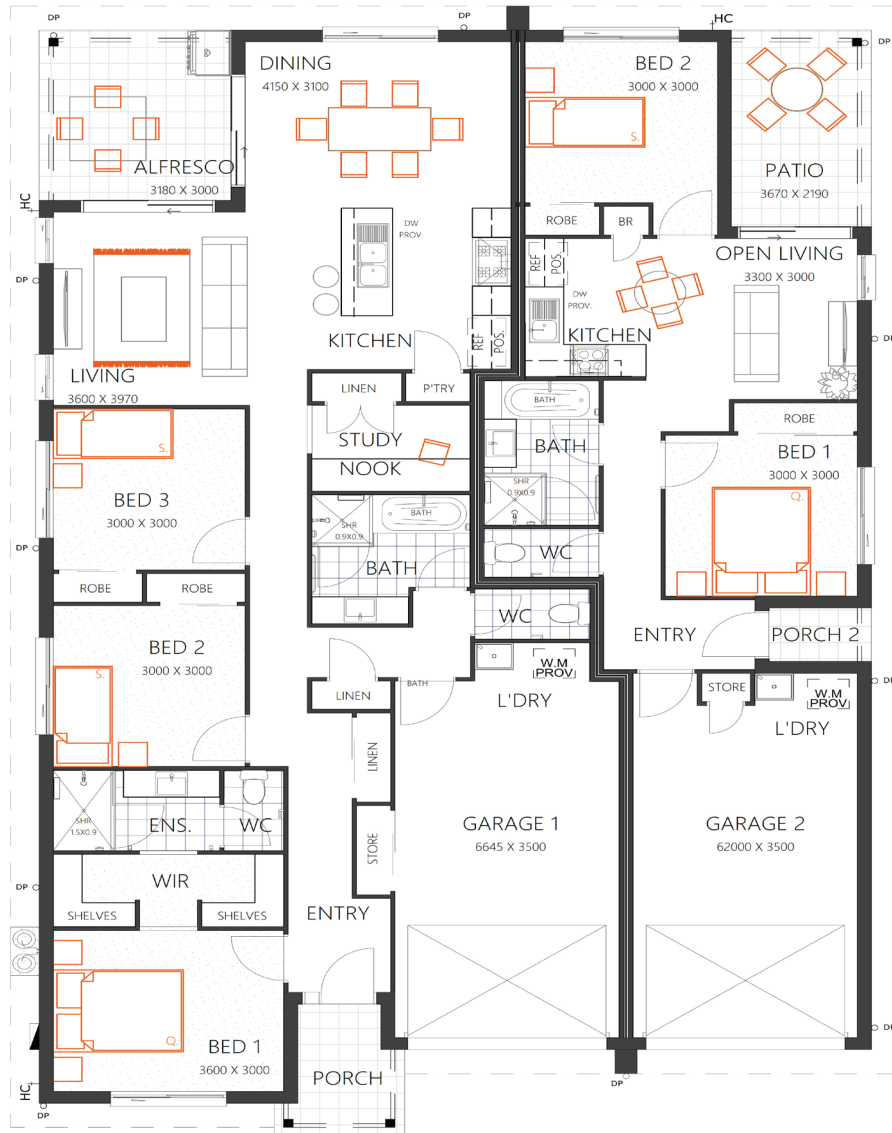 DP
DP
HC
DP
DINING
4150 X 3100
BED 2
3000 X 3000
S.
ALFRESCO
3180 X 3000
PATIO
3670 X 2190
HC
ROBE
BR
DW
PROV.
OPEN LIVING
3300 X 3000
REF
POS.
DP
DW
PROV.
KITCHEN
REF
POS.
KITCHEN
DP
LIVING
3600 X 3970
LINEN
P'TRY
BATH
ROBE
S.
STUDY
NOOK
BATH
BED 1
3000 X 3000
SHR
0.9X0.9
Q.
BED 3
3000 X 3000
BATH
SHR
0.9X0.9
DP
WC
BATH
ROBE
ROBE
WC
ENTRY
PORCH 2
BED 2
3000 X 3000
S.
W.M
PROV
LINEN
BATH
L'DRY
STORE
W.M
PROV
DP
L'DRY
LINEN
SHR
1.5X0.9
ENS.
WC
STORE
GARAGE 1
6645 X 3500
GARAGE 2
62000 X 3500
WIR
DP
SHELVES
SHELVES
ENTRY
BED 1
3600 X 3000
Q.
DP
PORCH
HC
DP
DP